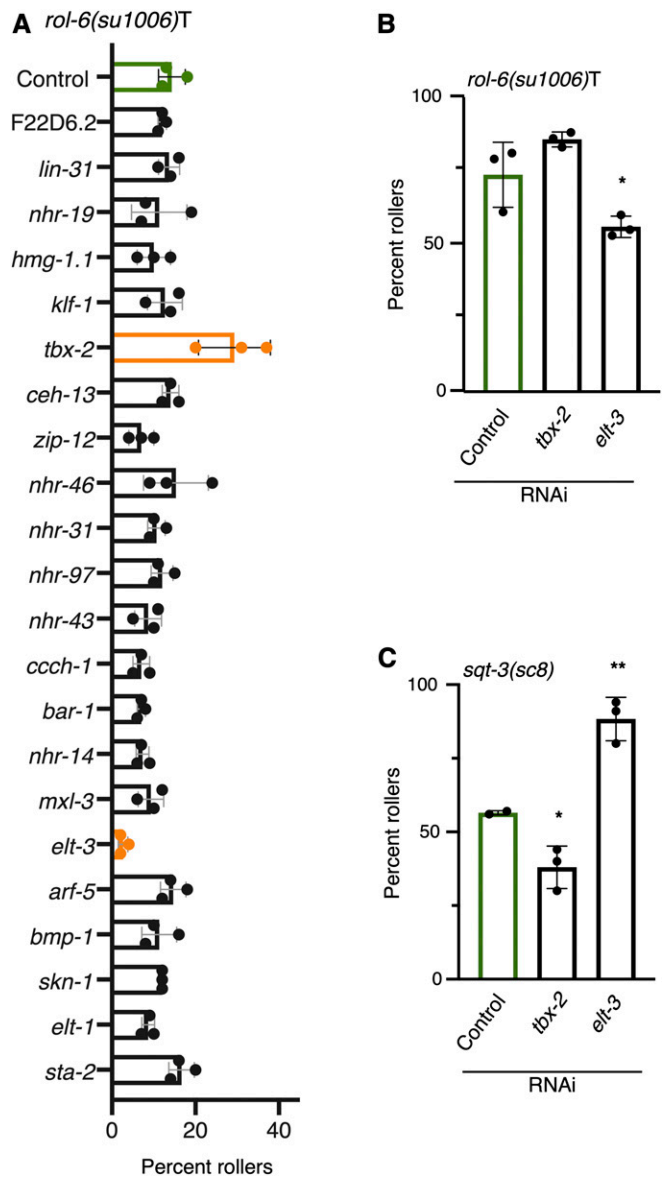 A
rol-6(su1006)T
Control
F22D6.2
lin-31
nhr-19
hmg-1.1
klf-1
tbx-2
ceh-13
zip-12
nhr-46
nhr-31
nhr-97
nhr-43
ccch-1
bar-1
nhr-14
mxl-3
elt-3
arf-5
bmp-1
skn-1
elt-1
sta-2
0 20 40
Percent rollers
B
rol-6(su1006)T
100
50
0
Percent rollers
*
Control tbx-2 elt-3
RNAi
C
sqt-3(sc8)
100
50
0
Percent rollers
* **
Control tbx-2 elt-3
RNAi